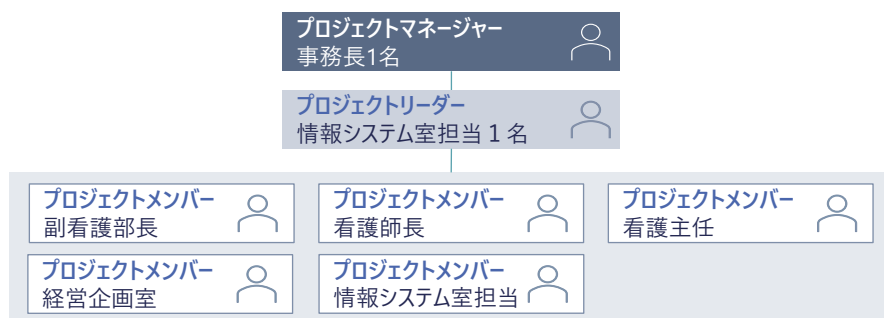 プロジェクトマネージャー
事務長1名
プロジェクトリーダー
情報システム室担当１名
プロジェクトメンバー
副看護部長
プロジェクトメンバー
看護師長
プロジェクトメンバー
看護主任
プロジェクトメンバー
経営企画室
プロジェクトメンバー
情報システム室担当